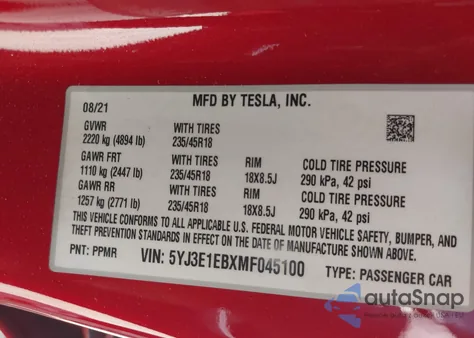 MFD BY TESLA, INC.
08/21
GVWR WITH TIRES
2220 kg (4894 lb) 235/45R18
GAWR FRT WITH TIRES RIM COLD TIRE PRESSURE
1110 kg (2447 lb) 235/45R18 18X8.5J 290 kPa, 42 psi
GAWR RR WITH TIRES RIM COLD TIRE PRESSURE
1257 kg (2771 lb) 235/45R18 18X8.5J 290 kPa, 42 psi
THIS VEHICLE CONFORMS TO ALL APPLICABLE U.S. FEDERAL MOTOR VEHICLE SAFETY, BUMPER, AND
THEFT PREVENTION STANDARDS IN EFFECT ON THE DATE OF MANUFACTURE SHOWN ABOVE.
PNT: PPMR VIN: 5YJ3E1EBXMF045100 TYPE: PASSENGER CAR
autoSnap